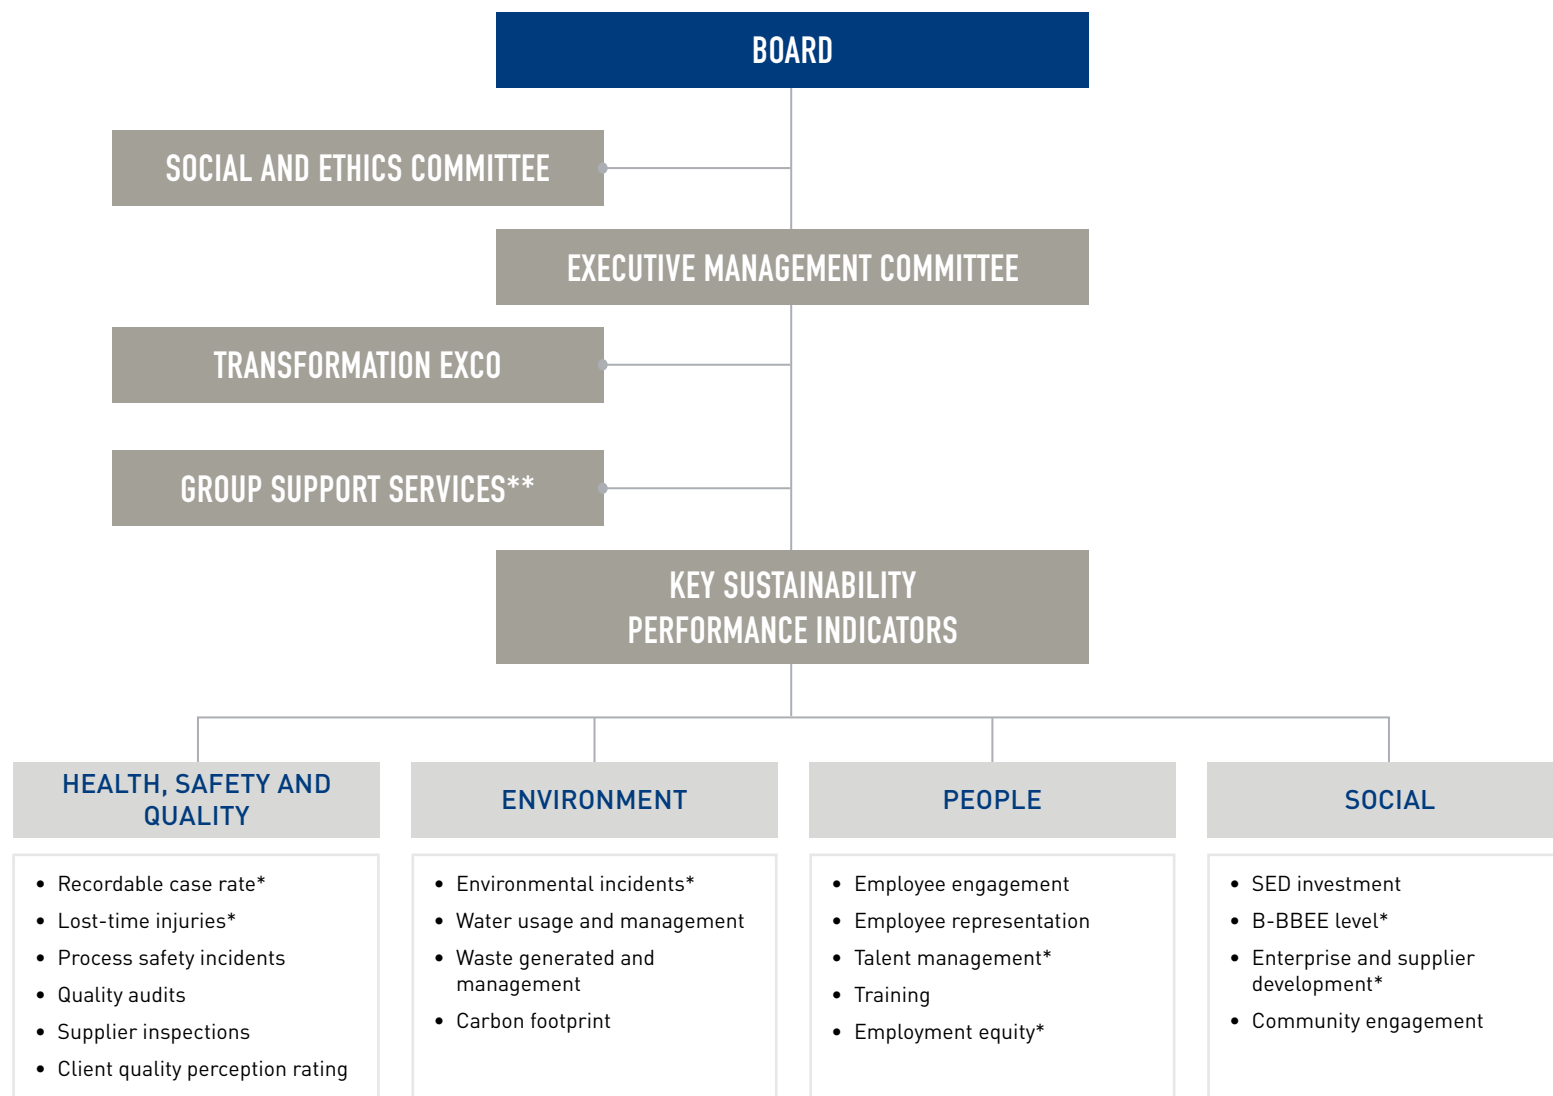 BOARD
SOCIAL AND ETHICS COMMITTEE
EXECUTIVE MANAGEMENT COMMITTEE
TRANSFORMATION EXCO
GROUP SUPPORT SERVICES**
KEY SUSTAINABILITY
PERFORMANCE INDICATORS
HEALTH, SAFETY AND
QUALITY
• Recordable case rate*
• Lost-time injuries*
• Process safety incidents
• Quality audits
• Supplier inspections
• Client quality perception rating
ENVIRONMENT
• Environmental incidents*
• Water usage and management
• Waste generated and
management
• Carbon footprint
PEOPLE
• Employee engagement
• Employee representation
• Talent management*
• Training
• Employment equity*
SOCIAL
• SED investment
• B-BBEE level*
• Enterprise and supplier
development*
• Community engagement